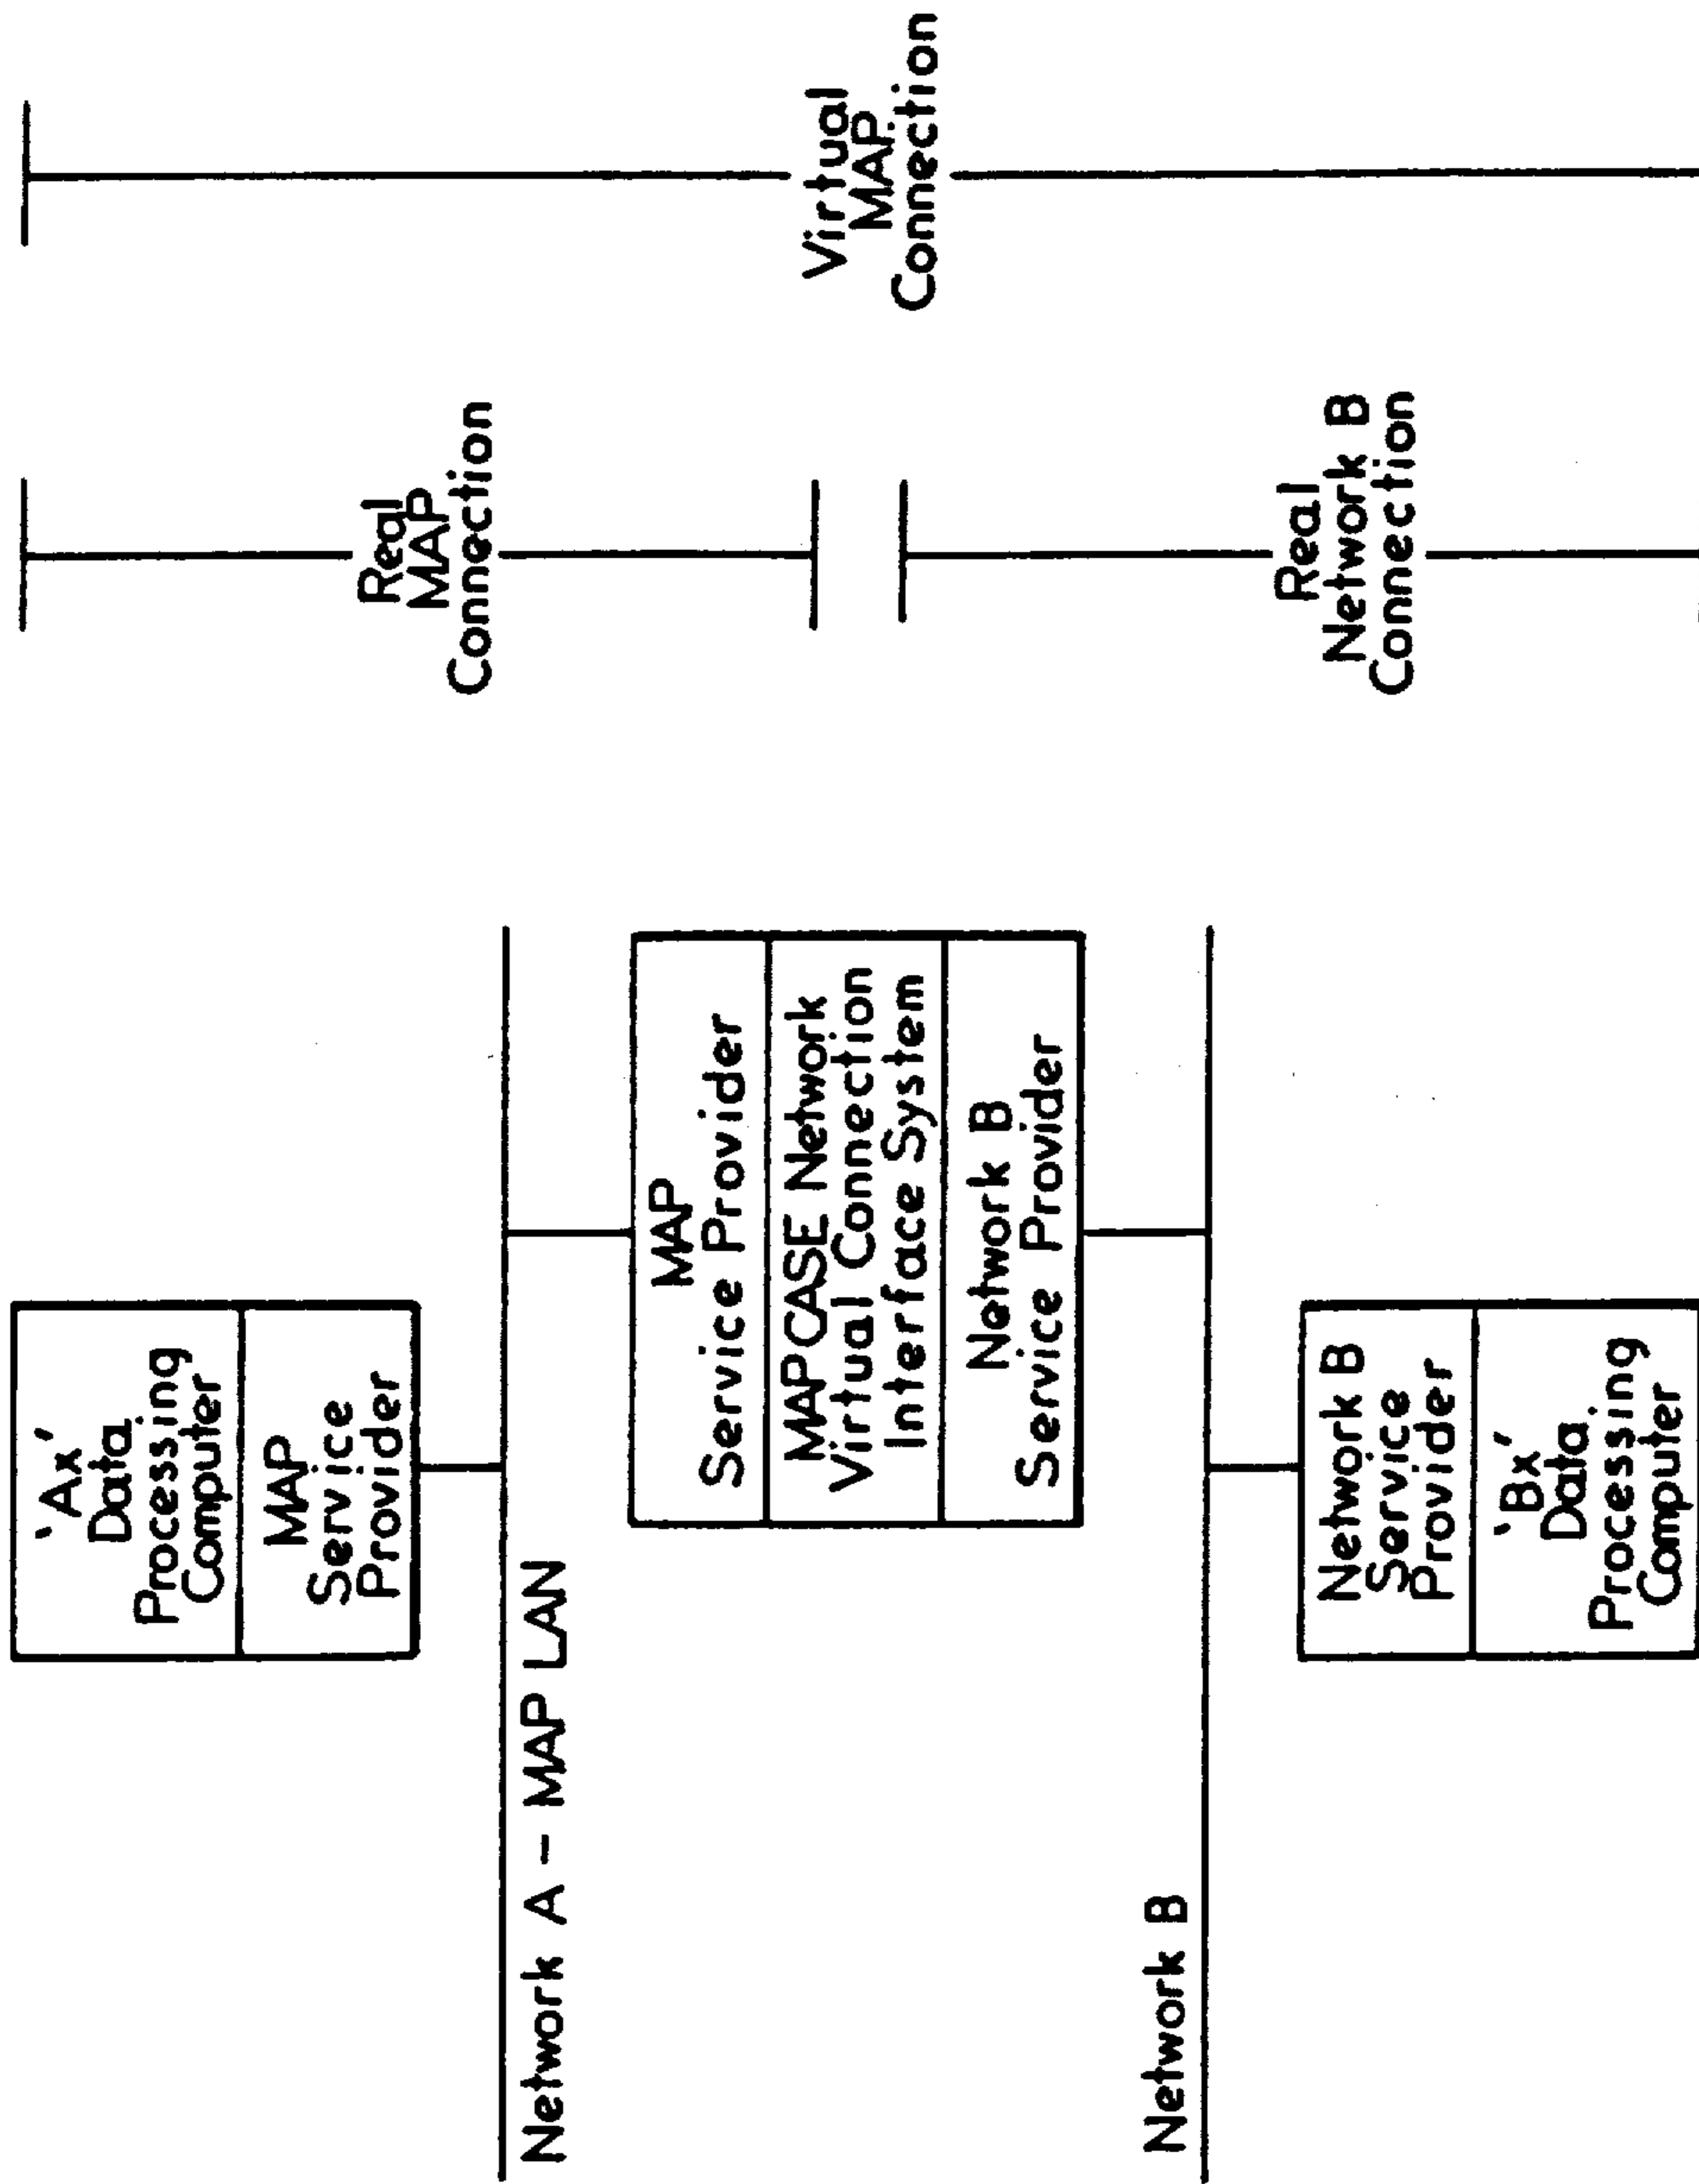 'Ax'
Data
Processing
Computer
MAP
Service
Provider
Network A - MAP LAN
MAP
Service Provider
MAP CASE Network
Virtual Connection
Interface System
Network B
Service Provider
Network B
Network B
Service
Provider
'Bx'
Data
Processing
Computer
Real
MAP
Connection
Real
Network B
Connection
Virtual
MAP
Connection